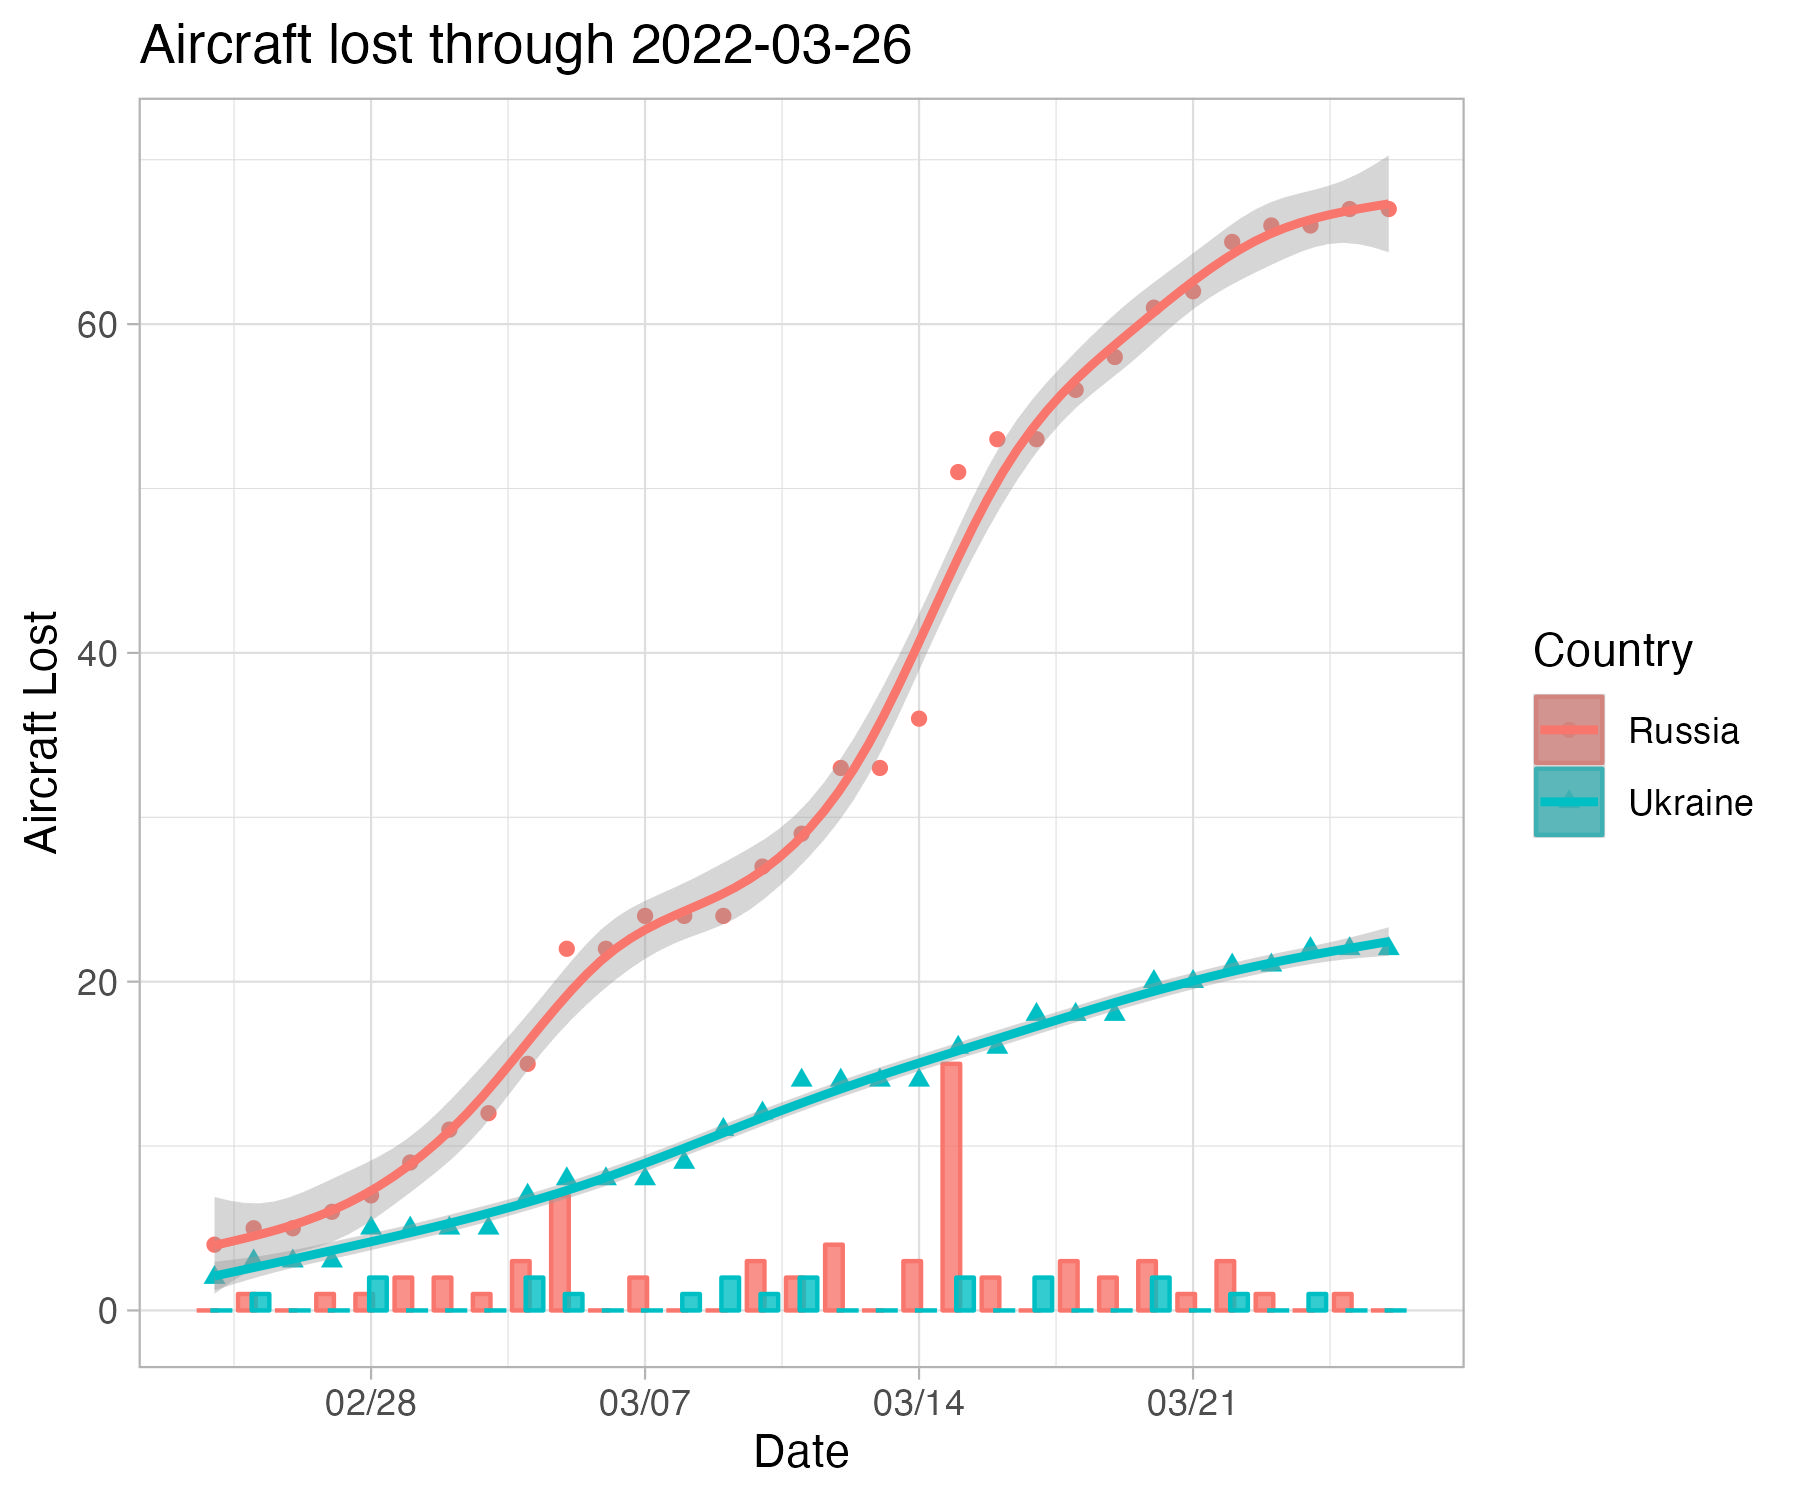 Aircraft lost through 2022-03-26
Aircraft Lost
60
40
20
0
02/28 03/07 03/14 03/21
Date
Country
Russia
Ukraine